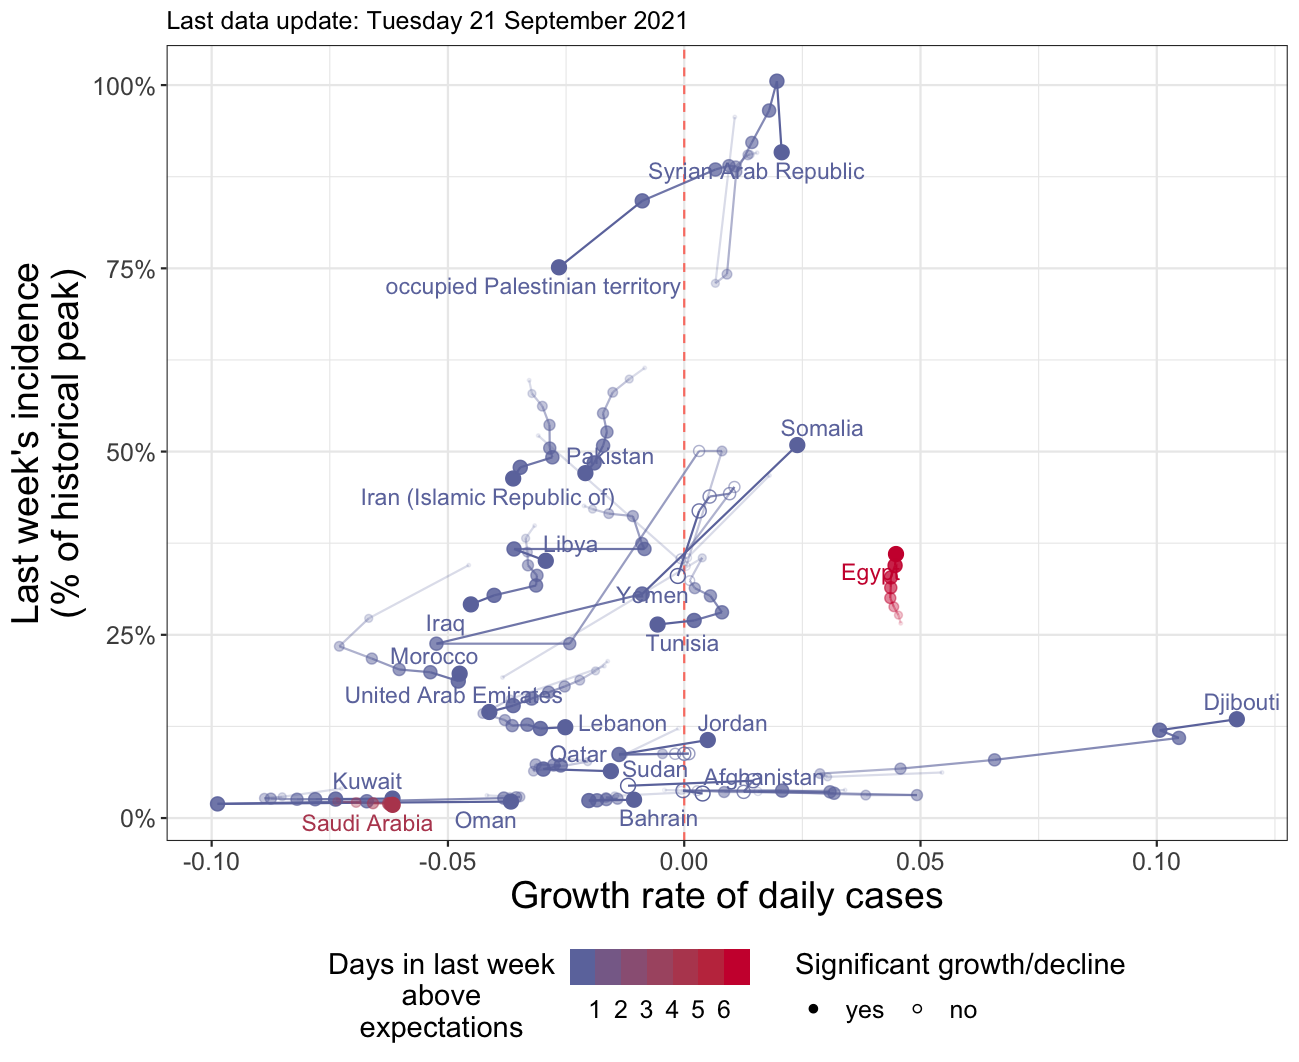 Last data update: Tuesday 21 September 2021
100%
75%
50%
25%
0%
Last week's incidence
(% of historical peak)
Syrian Arab Republic
occupied Palestinian territory
Somalia
Pakistan
Iran (Islamic Republic of)
Libya
Egypt
Yemen
Iraq
Tunisia
Morocco
United Arab Emirates
Djibouti
Lebanon
Jordan
Qatar
Sudan
Afghanistan
Kuwait
Saudi Arabia
Oman
Bahrain
-0.10
-0.05
0.00
0.05
0.10
Growth rate of daily cases
Days in last week
above
expectations
1 2 3 4 5 6
Significant growth/decline
yes
no